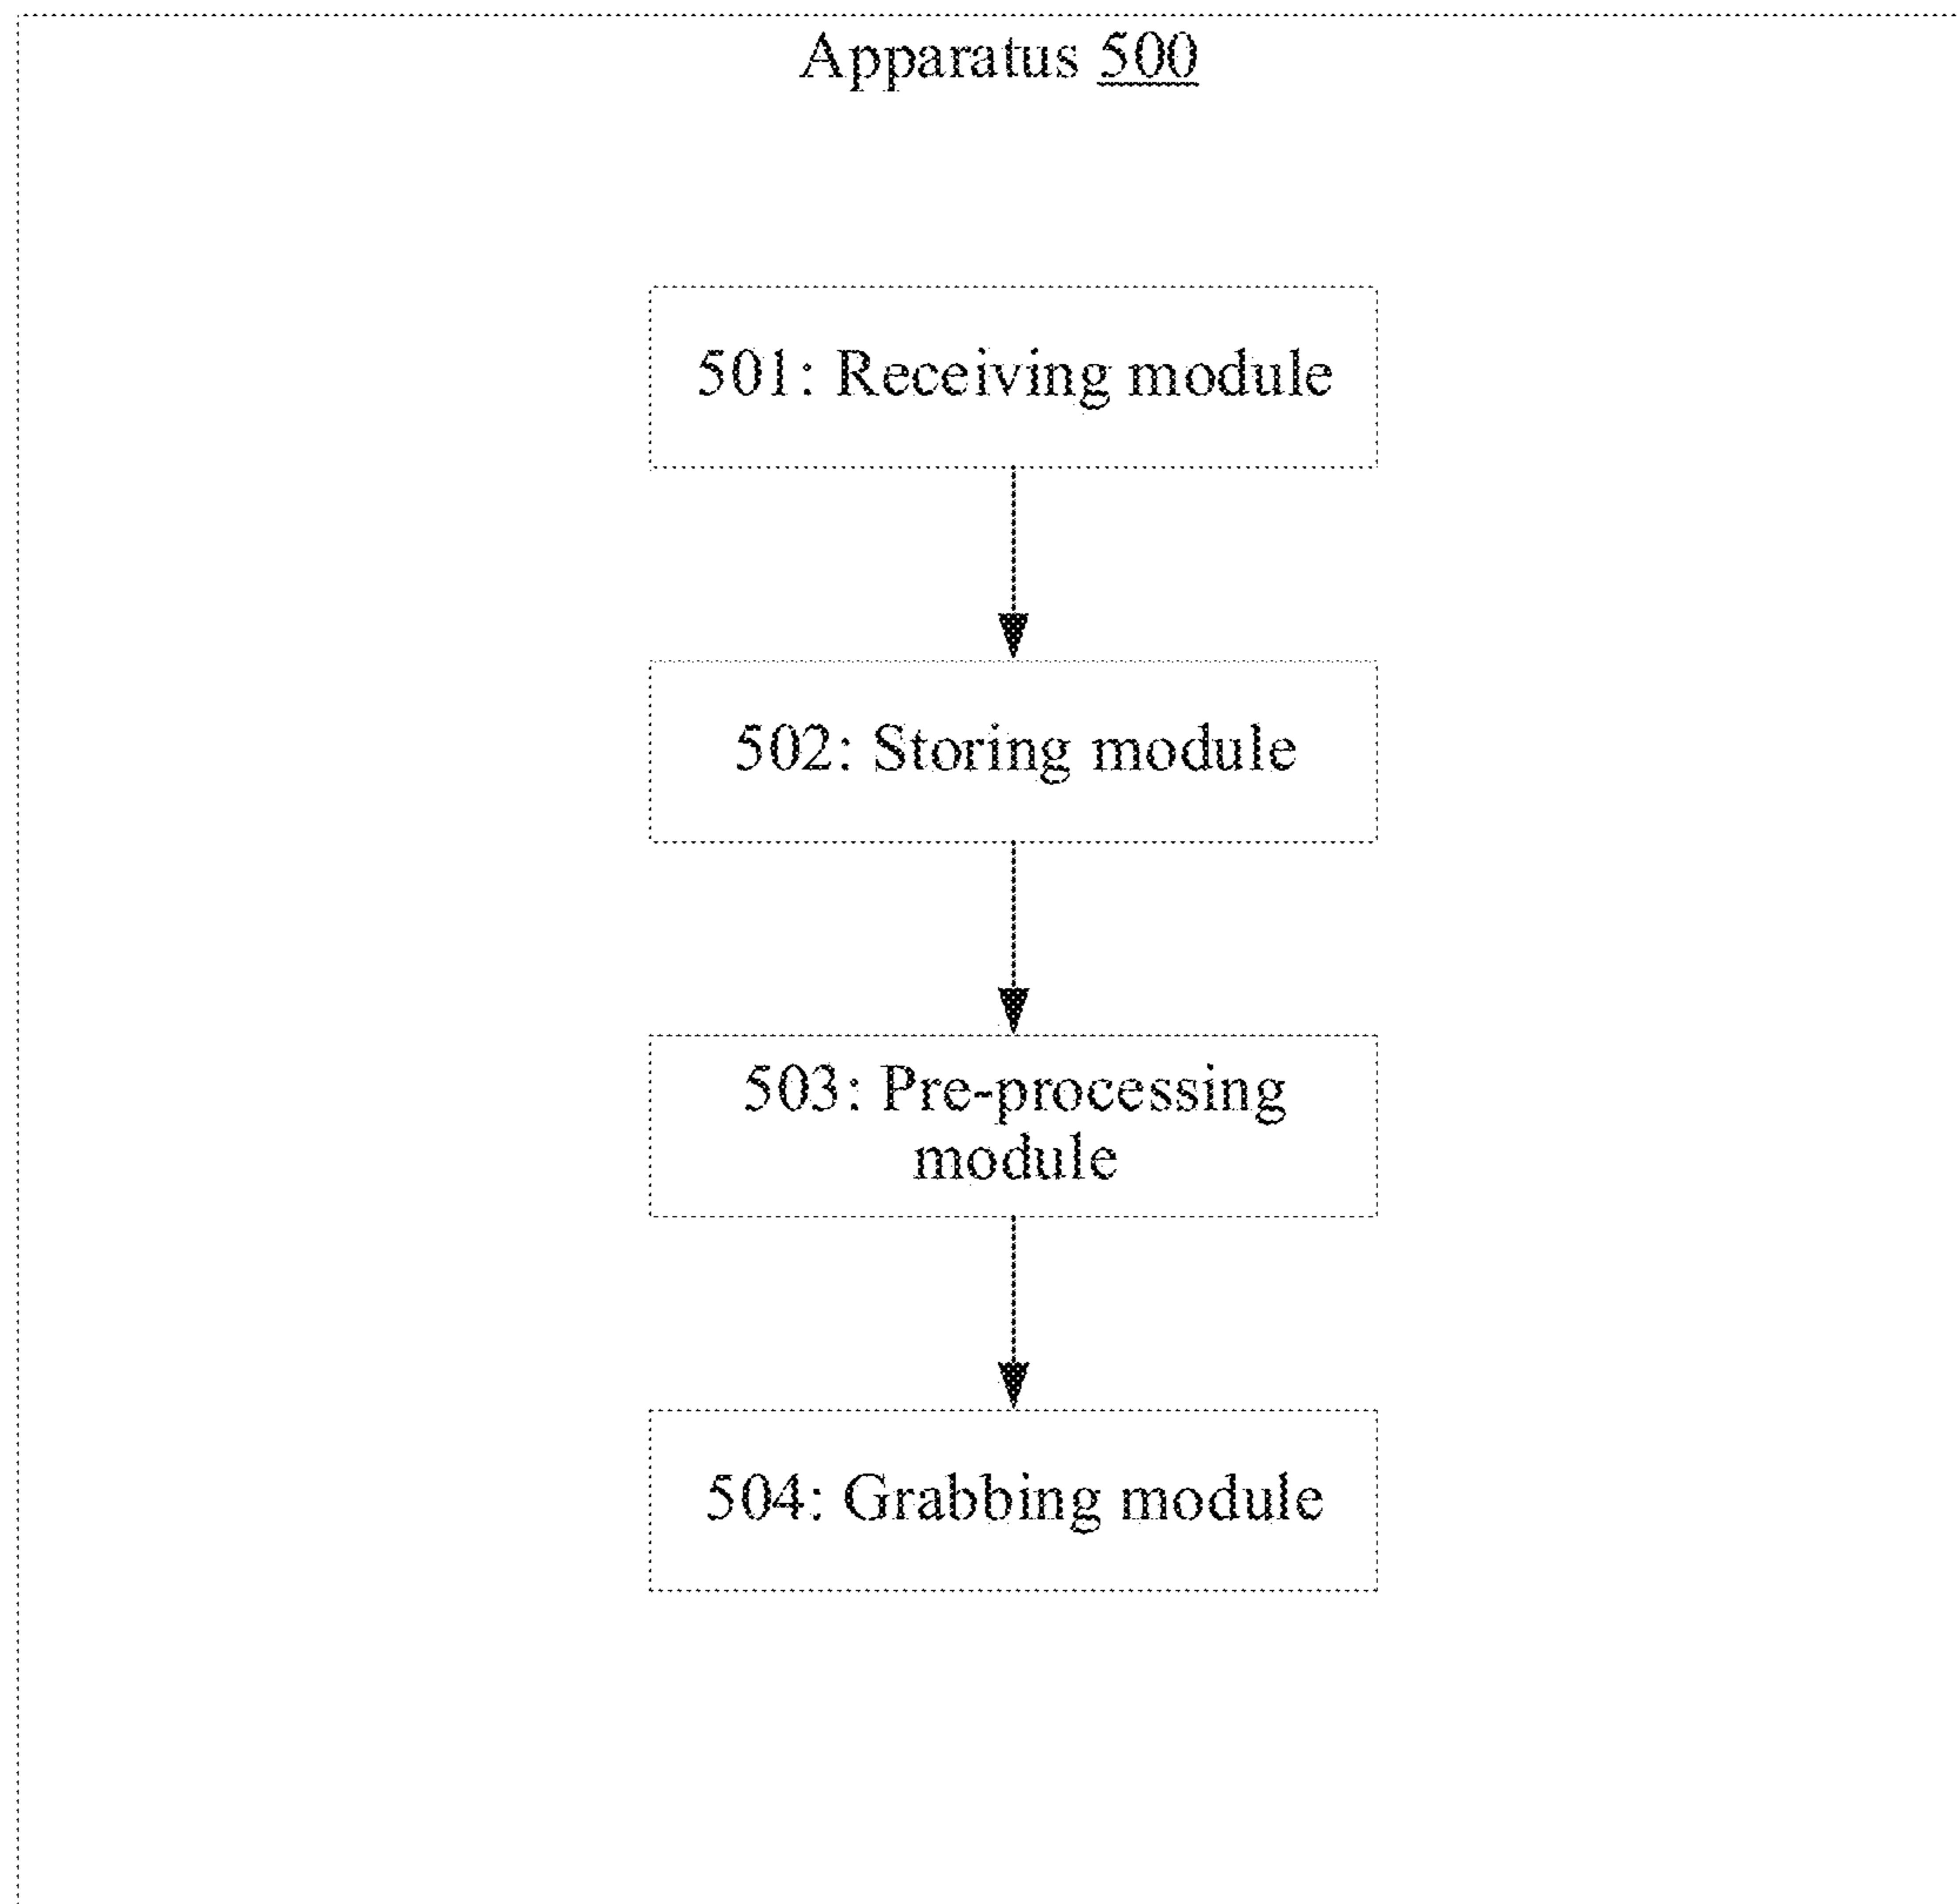 Apparatus 500
501: Receiving module
502: Storing module
503: Pre-processing
module
504: Grabbing module